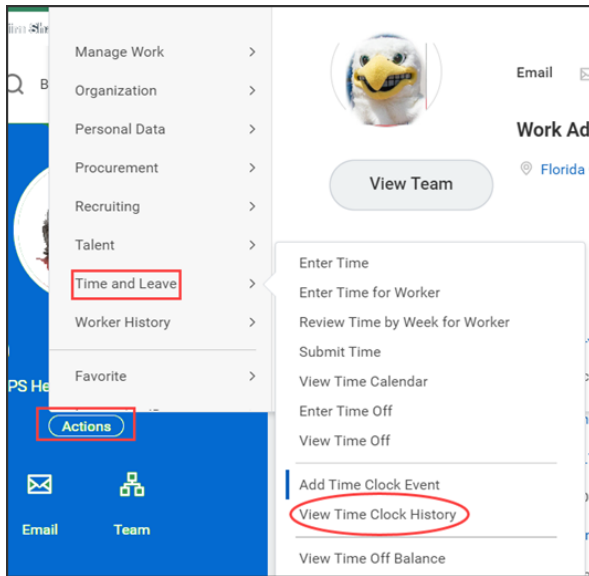 Manage Work
Organization
Personal Data
Procurement
Recruiting
Talent
Time and Leave
Worker History
Favorite
PS He
Actions
Email
Team
B
Email
Work Ad
Florida
View Team
Enter Time
Enter Time for Worker
Review Time by Week for Worker
Submit Time
View Time Calendar
Enter Time Off
View Time Off
Add Time Clock Event
View Time Clock History
View Time Off Balance